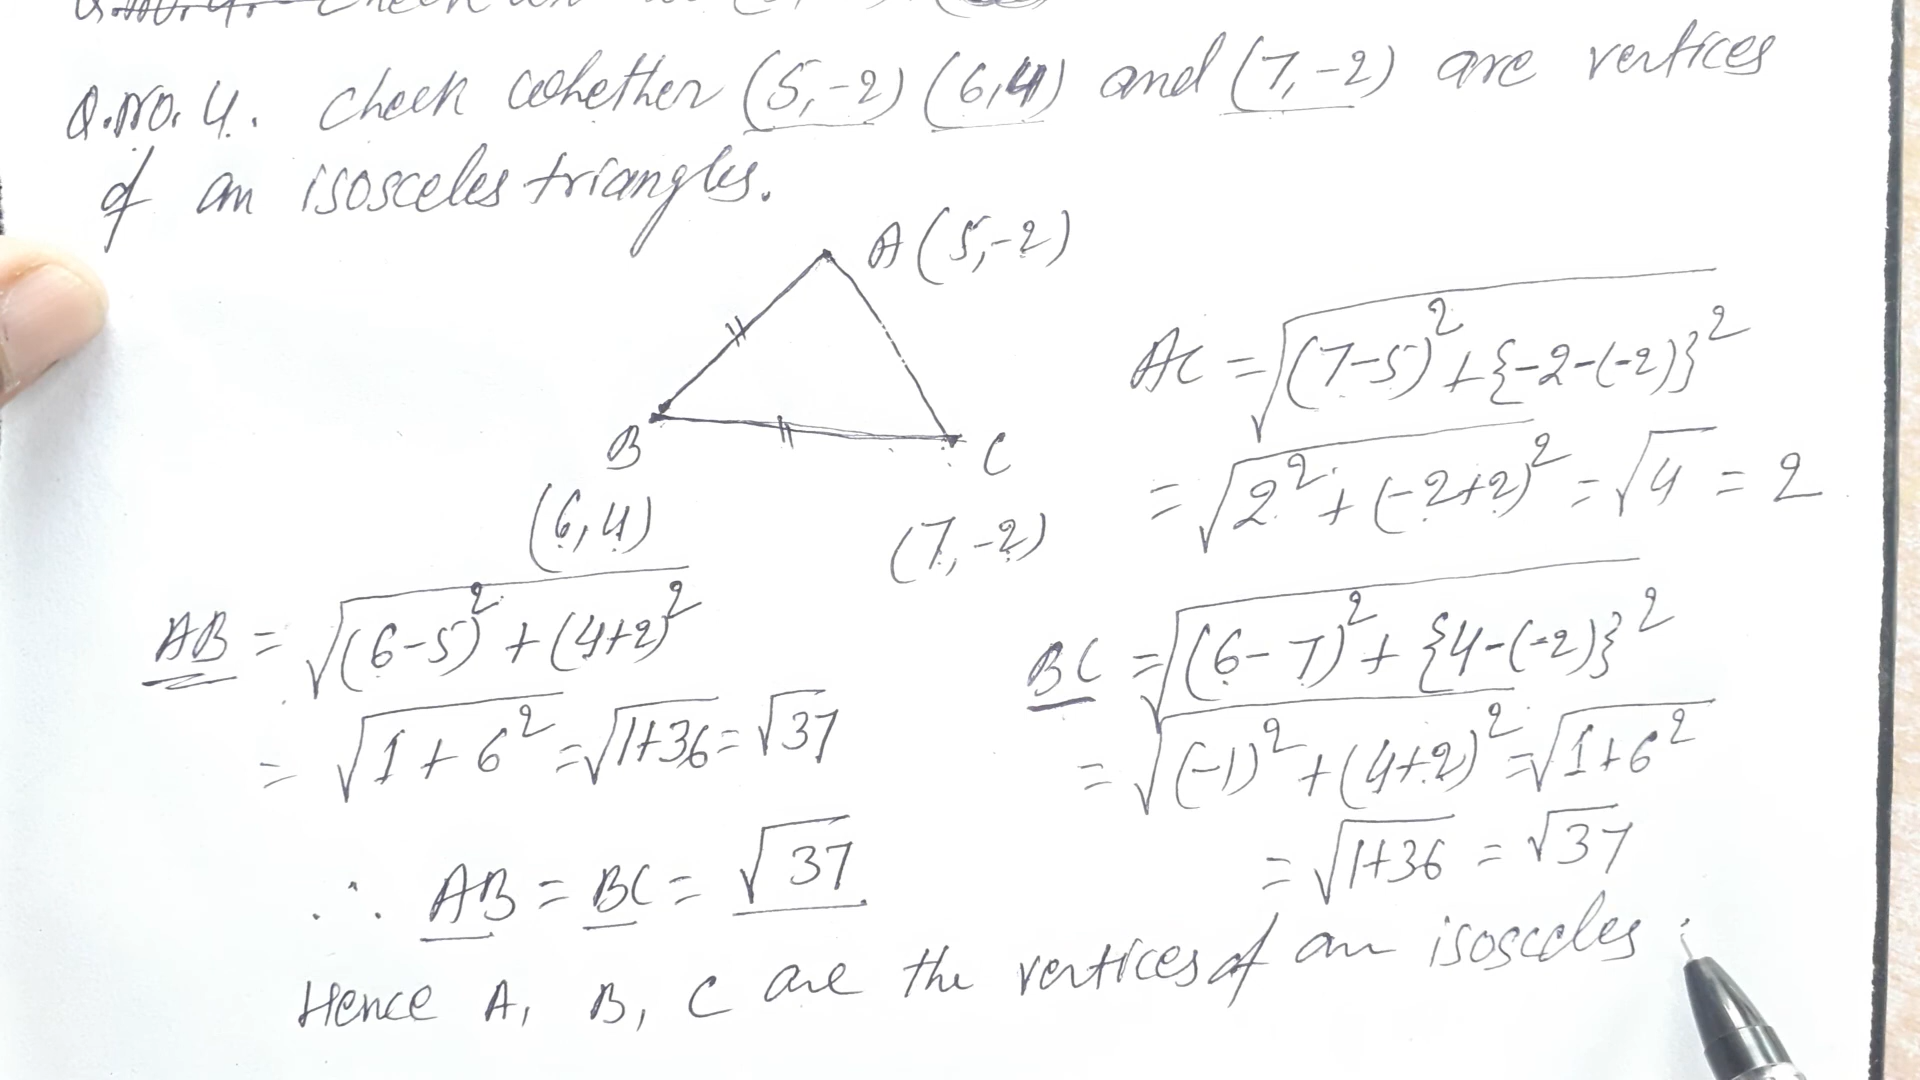 Q.NO. 4. Check whether (5,-2) (6,4) and (7,-2) are vertices
of an isosceles triangles.
A (5,-2)
B
(6,4)
C
(7,-2)
AC = √(7-5)² + {-2-(-2)}²
= √2² + (-2+2)² = √4 = 2
AB = √(6-5)² + (4+2)²
= √1 + 6² = √1+36 = √37
BC = √(6-7)² + {4-(-2)}²
= √(-1)² + (4+2)² = √1+6²
= √1+36 = √37
∴ AB = BC = √37
Hence A, B, C are the vertices of an isosceles